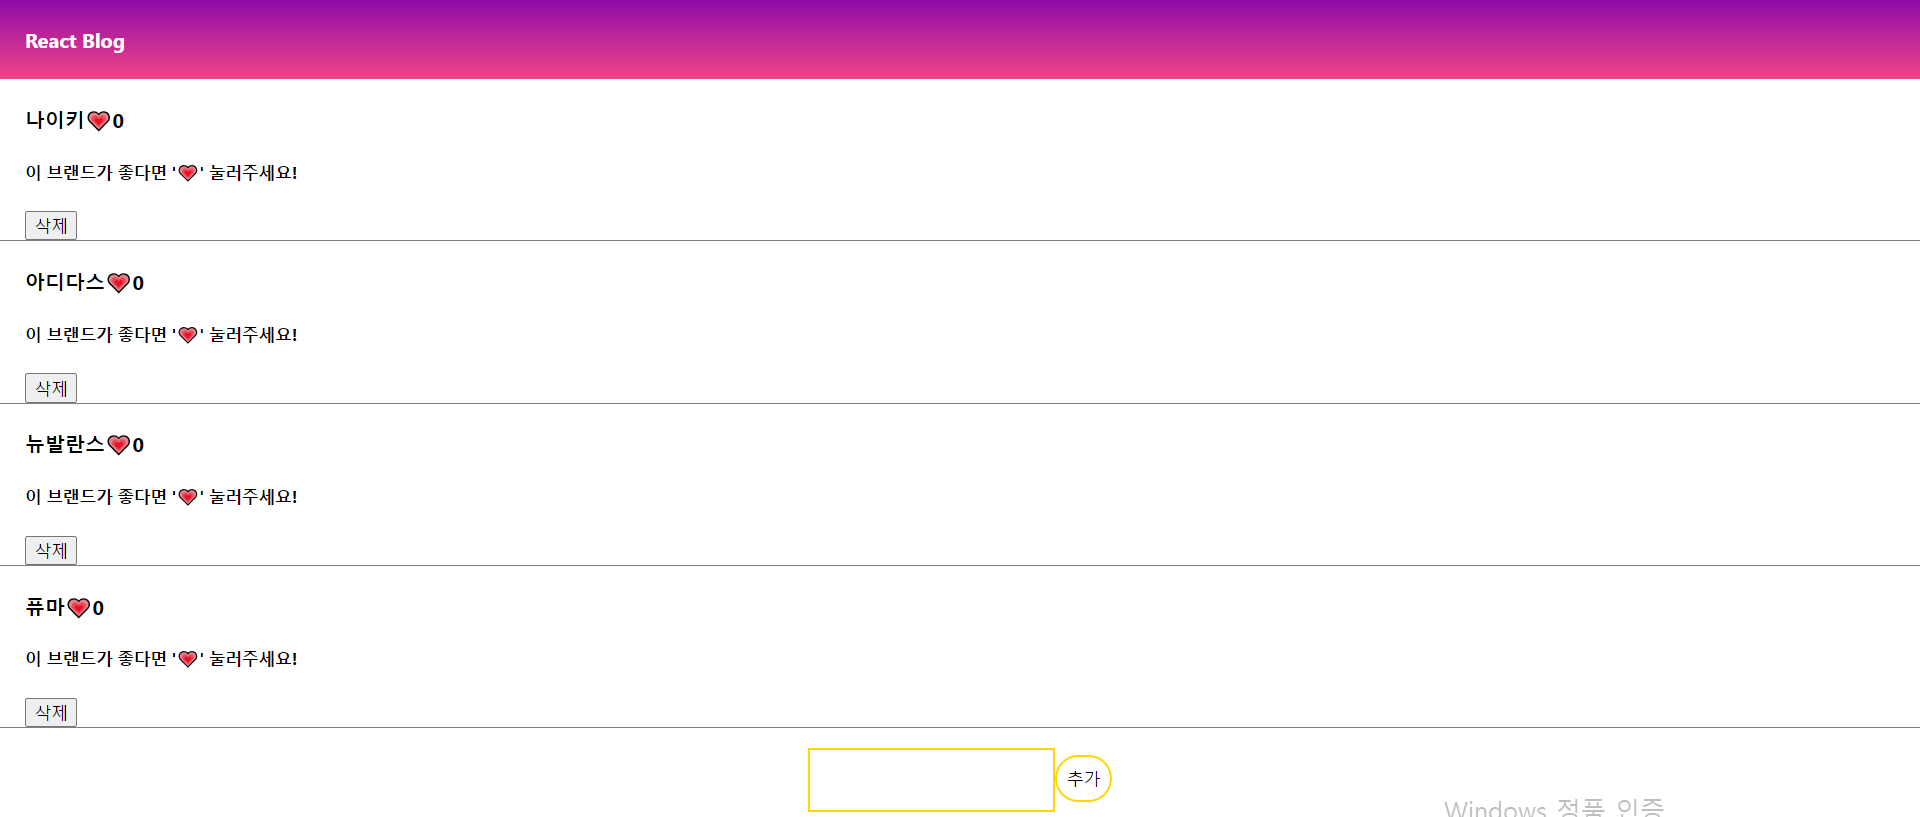 React Blog
나이키💗0
이 브랜드가 좋다면 '💗' 눌러주세요!
삭제
아디다스💗0
이 브랜드가 좋다면 '💗' 눌러주세요!
삭제
뉴발란스💗0
이 브랜드가 좋다면 '💗' 눌러주세요!
삭제
퓨마💗0
이 브랜드가 좋다면 '💗' 눌러주세요!
삭제
추가
Windows 정품 인증